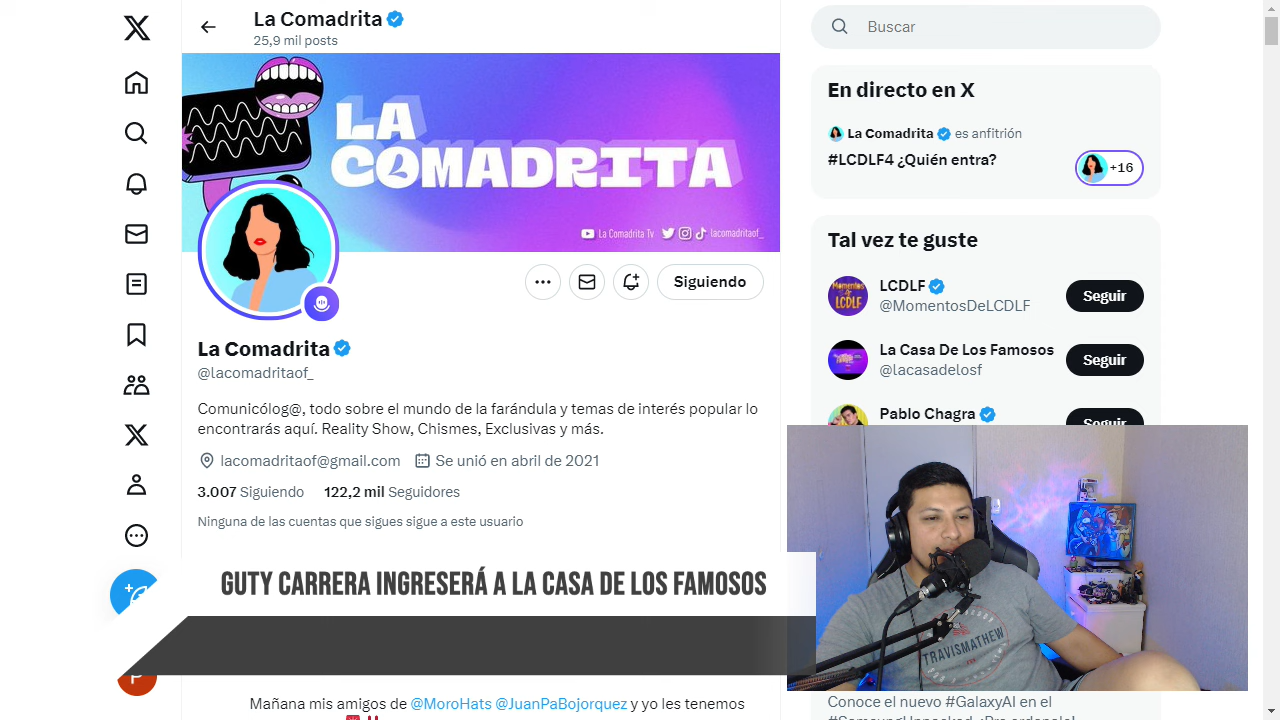 La Comadrita
25,9 mil posts
LA
COMADRITA
La Comadrita Tv
lacomadritaof_
Siguiendo
La Comadrita
@lacomadritaof_
Comunicólog@, todo sobre el mundo de la farándula y temas de interés popular lo
encontrarás aquí. Reality Show, Chismes, Exclusivas y más.
lacomadritaof@gmail.com
Se unió en abril de 2021
3.007 Siguiendo
122,2 mil Seguidores
Ninguna de las cuentas que sigues sigue a este usuario
GUTY CARRERA INGRESERÁ A LA CASA DE LOS FAMOSOS
Mañana mis amigos de @MoroHats @JuanPaBojorquez y yo les tenemos
Buscar
En directo en X
La Comadrita es anfitrión
#LCDLF4 ¿Quién entra?
+16
Tal vez te guste
LCDLF
@MomentosDeLCDLF
Seguir
La Casa De Los Famosos
@lacasadelosf
Seguir
Pablo Chagra
Seguir
TRAVISMATHEW
Conoce el nuevo #GalaxyAI en el